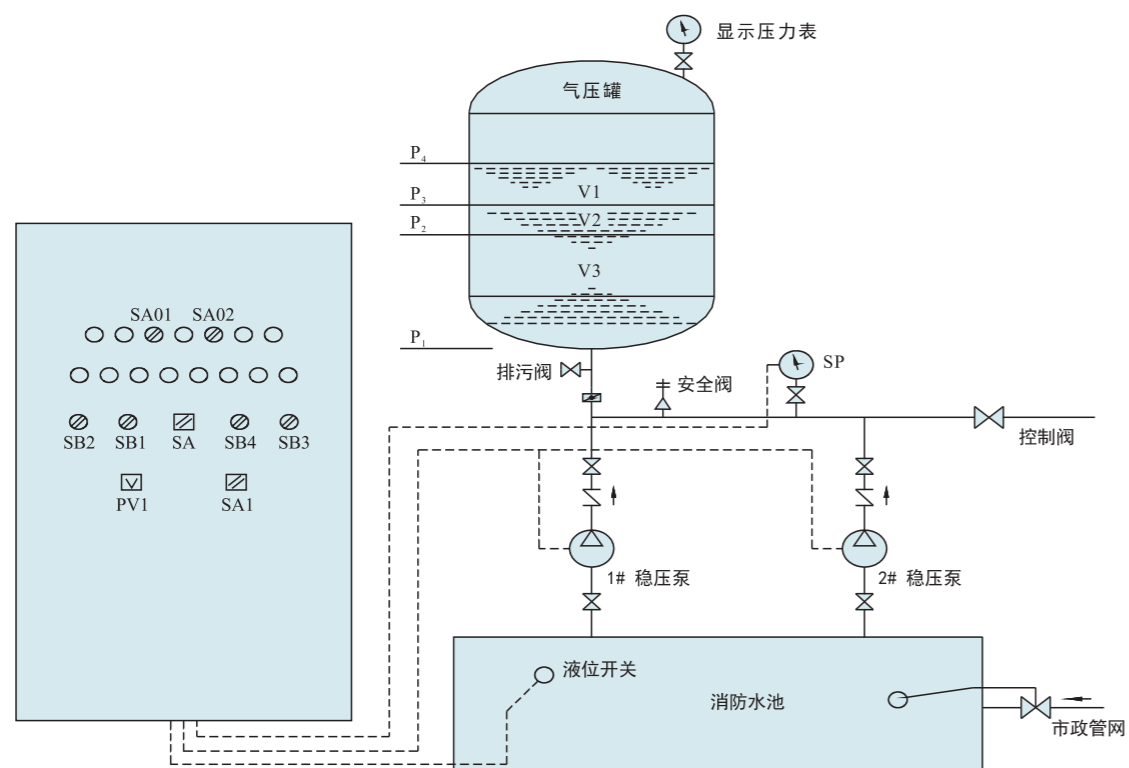 显示压力表
气压罐
P₄
V1
P₃
V2
P₂
V3
SA01 SA02
P₁
排污阀
SP
安全阀
SB2 SB1 SA SB4 SB3
控制阀
PV1 SA1
1# 稳压泵
2# 稳压泵
液位开关
消防水池
市政管网